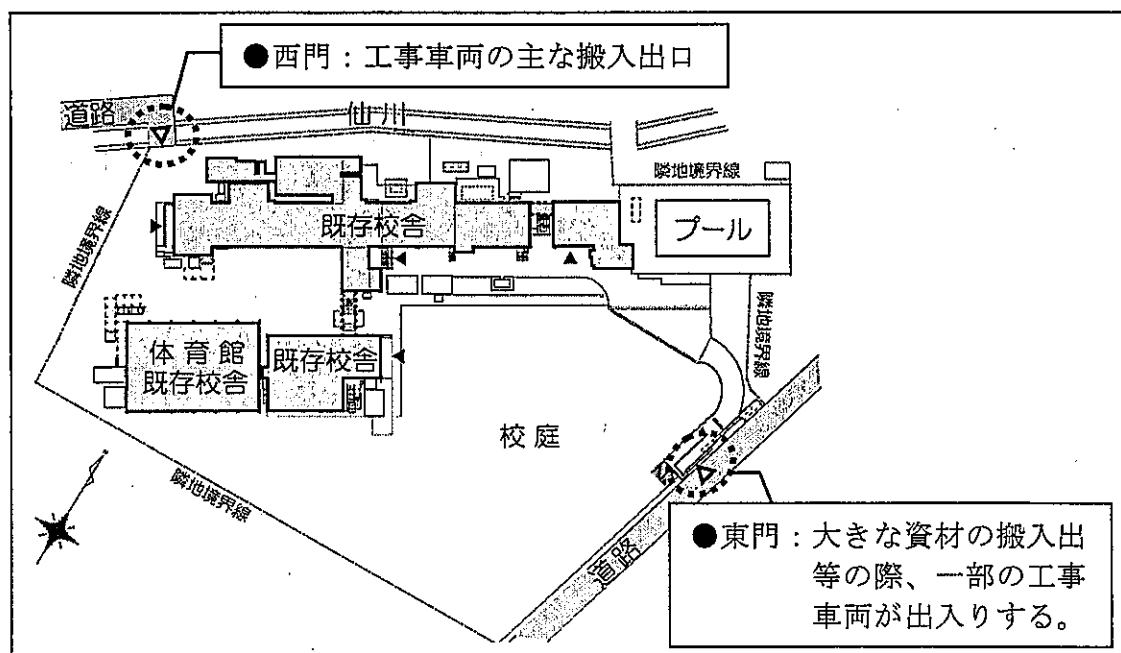 ●西門：工事車両の主な搬入出口
道路
仙川
隣地境界線
既存校舎
プール
隣地境界線
隣地境界線
体育館
既存校舎
既存校舎
校庭
隣地境界線
道路
●東門：大きな資材の搬入出
等の際、一部の工事
車両が出入りする。